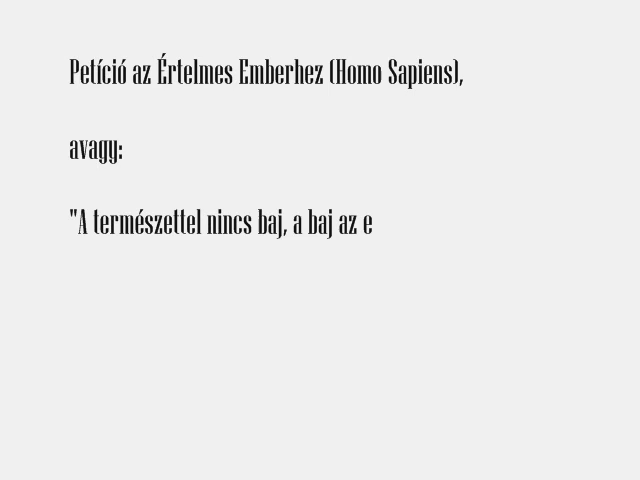 Petíció az Értelmes Emberhez (Homo Sapiens),
avagy:
"A természettel nincs baj, a baj az e